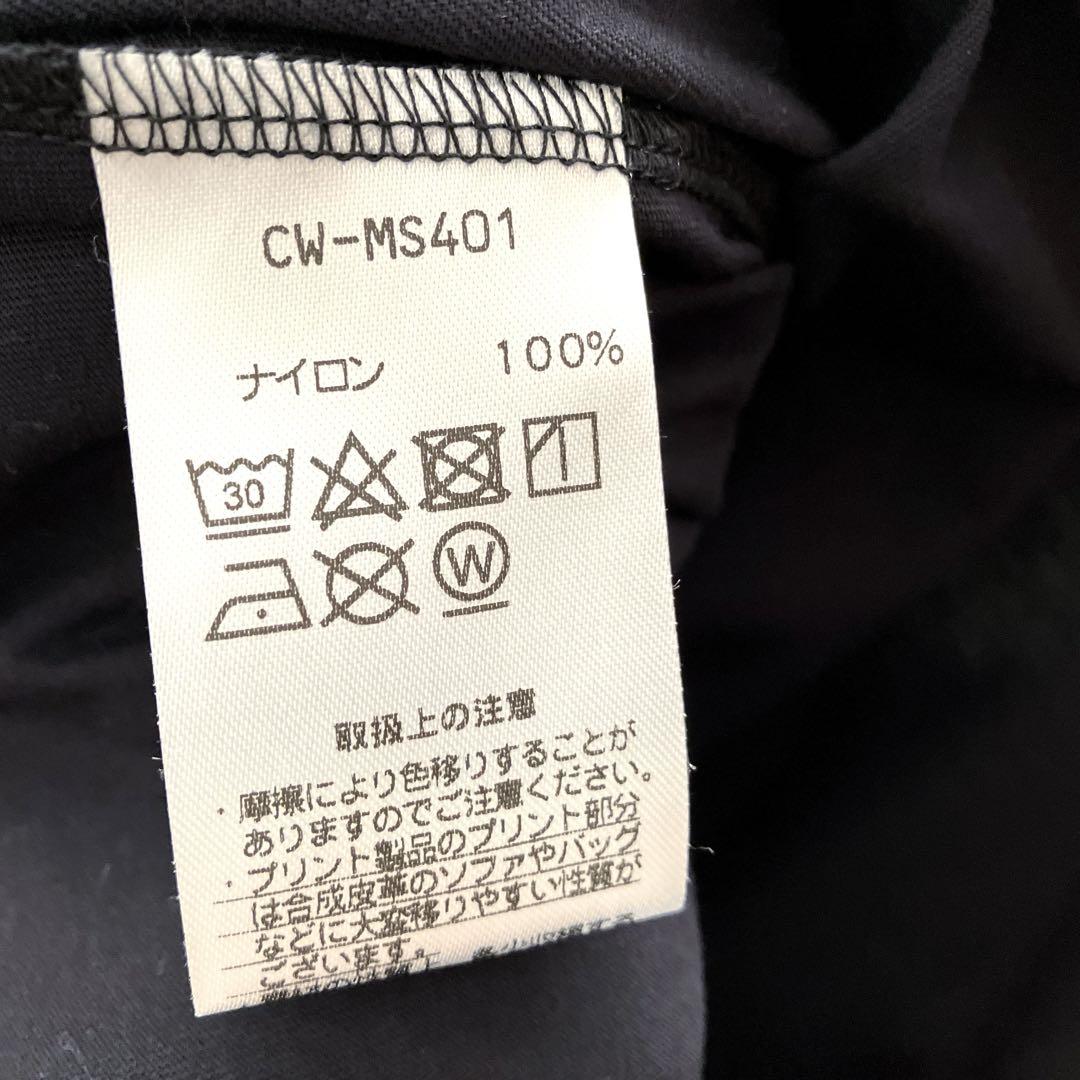 CW-MS401
ナイロン 100%
30
W
取扱上の注意
・摩擦により色移りすることが
ありますのでご注意ください。
・プリント製品のプリント部分
は合成皮革のソファやバッグ
などに大変移りやすい性質が
ございます。